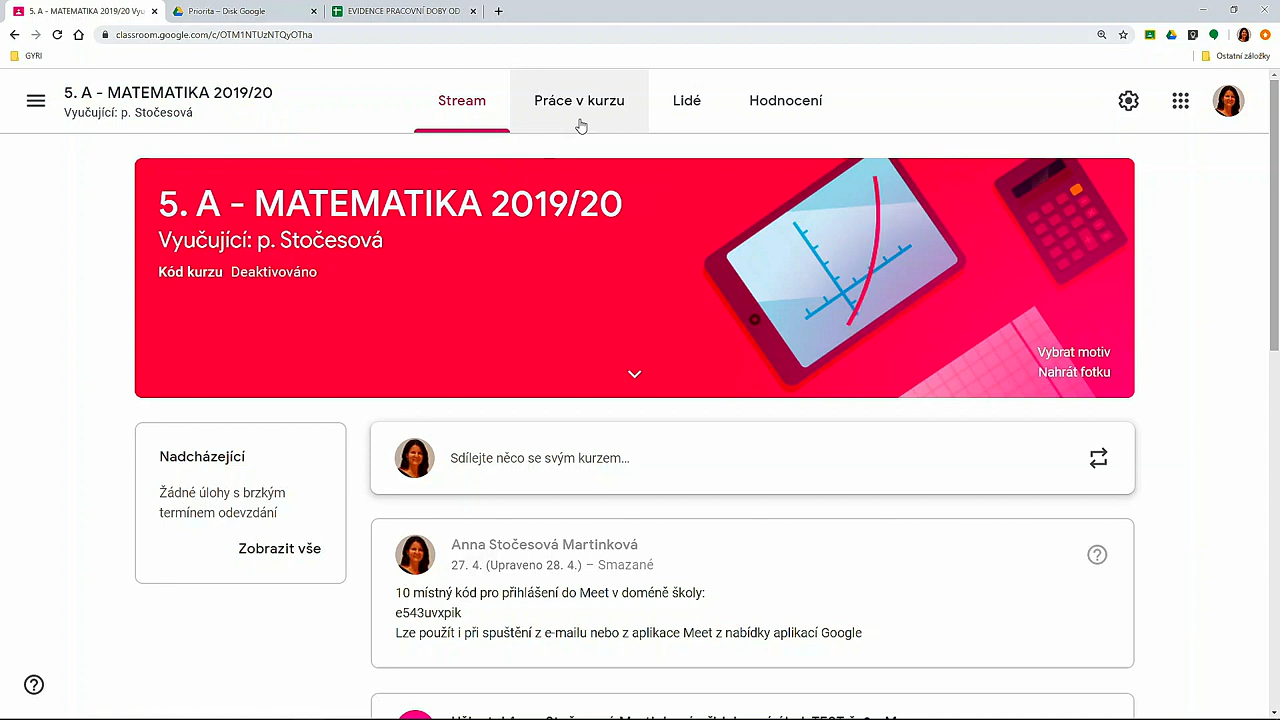 5. A - MATEMATIKA 2019/20 Vyu
Priorita – Disk Google
EVIDENCE PRACOVNÍ DOBY OD
classroom.google.com/c/OTM1NTUzNTQyOTha
GYRI
Ostatní záložky
5. A - MATEMATIKA 2019/20
Vyučující: p. Stočesová
Stream
Práce v kurzu
Lidé
Hodnocení
5. A - MATEMATIKA 2019/20
Vyučující: p. Stočesová
Kód kurzu Deaktivováno
Vybrat motiv
Nahrát fotku
Nadcházející
Žádné úlohy s brzkým
termínem odevzdání
Zobrazit vše
Sdílejte něco se svým kurzem...
Anna Stočesová Martinková
27. 4. (Upraveno 28. 4.) – Smazané
10 místný kód pro přihlášení do Meet v doméně školy:
e543uvxpik
Lze použít i při spuštění z e-mailu nebo z aplikace Meet z nabídky aplikací Google